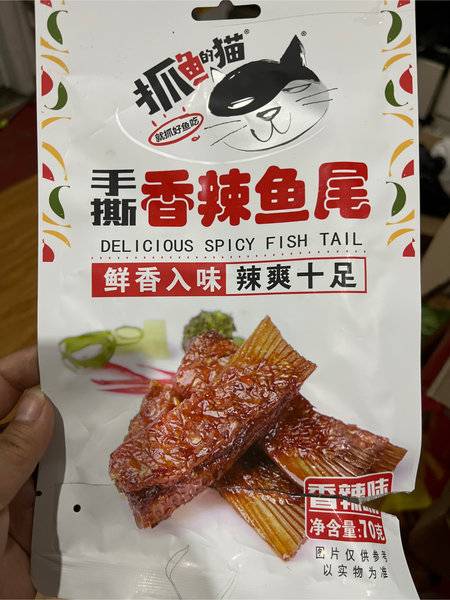 抓鱼的猫
就抓好鱼吃
手撕香辣鱼尾
DELICIOUS SPICY FISH TAIL
鲜香入味 辣爽十足
香辣味
净含量:70克
图片仅供参考
以实物为准